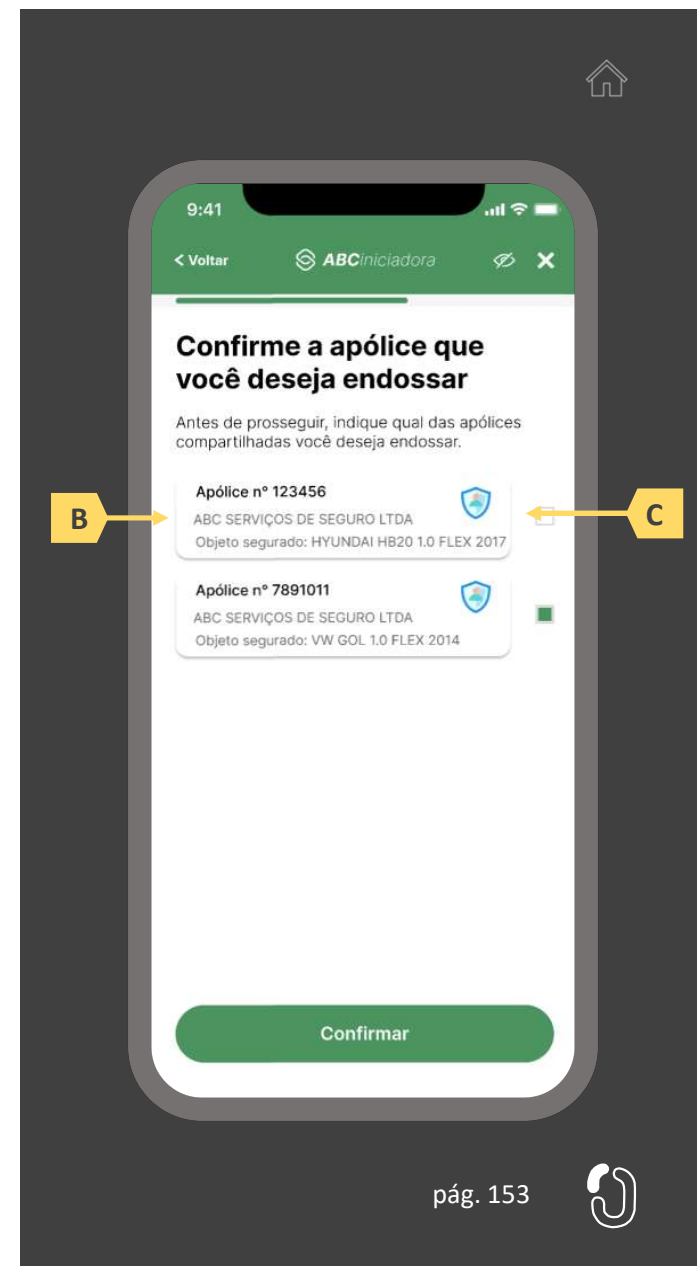 9:41
< Voltar
ABCiniciadora
Confirme a apólice que
você deseja endossar
Antes de prosseguir, indique qual das apólices
compartilhadas você deseja endossar.
Apólice nº 123456
ABC SERVIÇOS DE SEGURO LTDA
Objeto segurado: HYUNDAI HB20 1.0 FLEX 2017
B
C
Apólice nº 7891011
ABC SERVIÇOS DE SEGURO LTDA
Objeto segurado: VW GOL 1.0 FLEX 2014
Confirmar
pág. 153